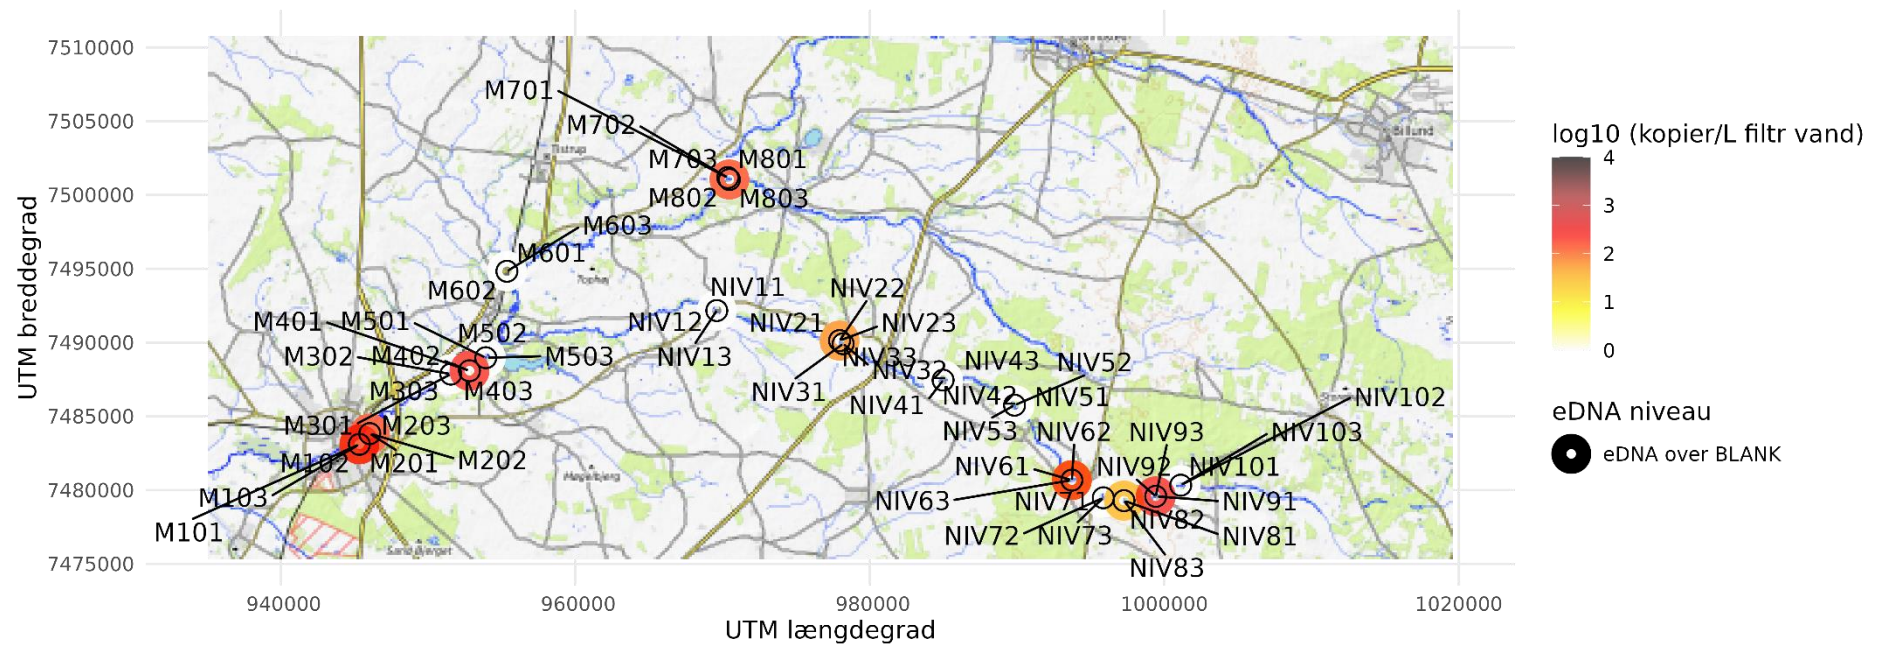 7510000
7505000
7500000
7495000
7490000
7485000
7480000
7475000
UTM breddegrad
940000
960000
980000
1000000
1020000
UTM længdegrad
M701
M702
M703
M801
M802
M803
Tistrup
Billund
M603
M601
M602
Tophøj
NIV11
NIV12
NIV13
NIV21
NIV22
NIV23
NIV33
NIV32
NIV31
M401
M501
M502
M503
M302
M402
M303
M403
M301
M203
M102
M201
M202
M103
M101
NIV43
NIV52
NIV42
NIV51
NIV41
NIV53
NIV62
NIV93
NIV102
NIV103
NIV61
NIV92
NIV101
NIV63
NIV71
NIV91
NIV72
NIV73
NIV82
NIV81
NIV83
log10 (kopier/L filtr vand)
4
3
2
1
0
eDNA niveau
eDNA over BLANK